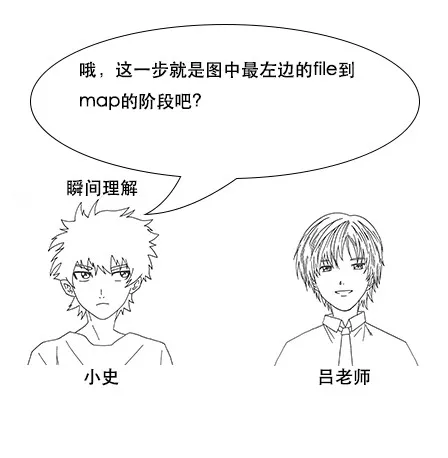 哦，这一步就是图中最左边的file到
map的阶段吧？
瞬间理解
小史
吕老师